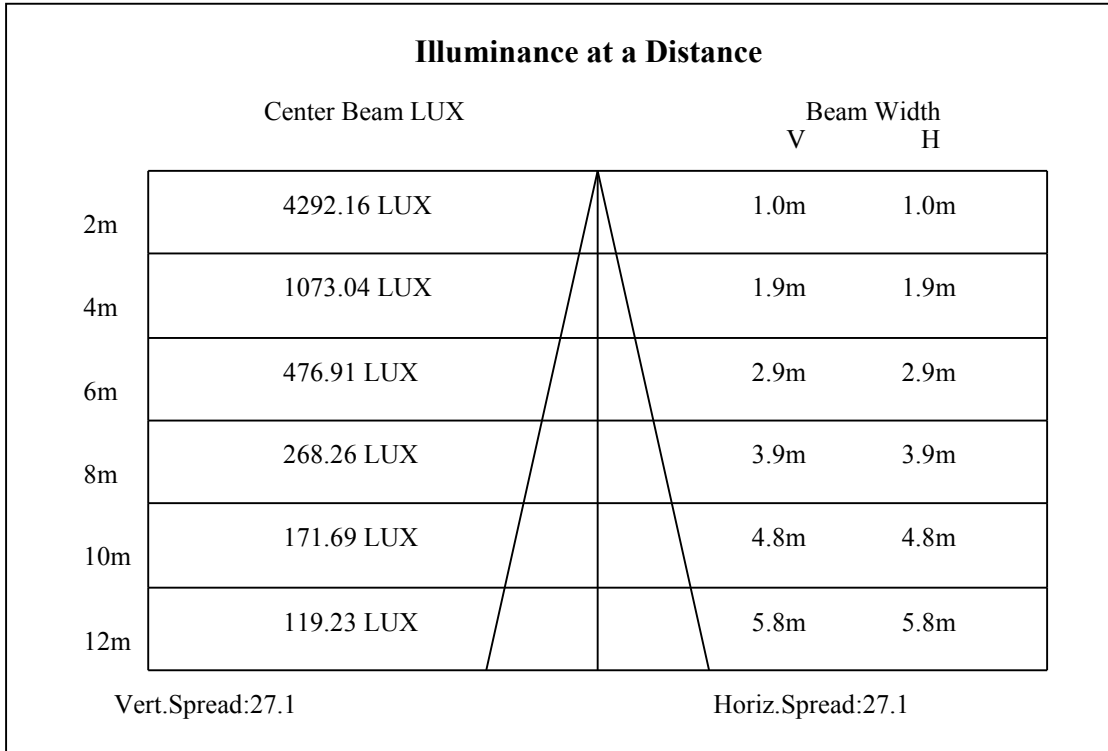 Illuminance at a Distance
Center Beam LUX Beam Width
V H
2m 4292.16 LUX 1.0m 1.0m
4m 1073.04 LUX 1.9m 1.9m
6m 476.91 LUX 2.9m 2.9m
8m 268.26 LUX 3.9m 3.9m
10m 171.69 LUX 4.8m 4.8m
12m 119.23 LUX 5.8m 5.8m
Vert.Spread:27.1 Horiz.Spread:27.1